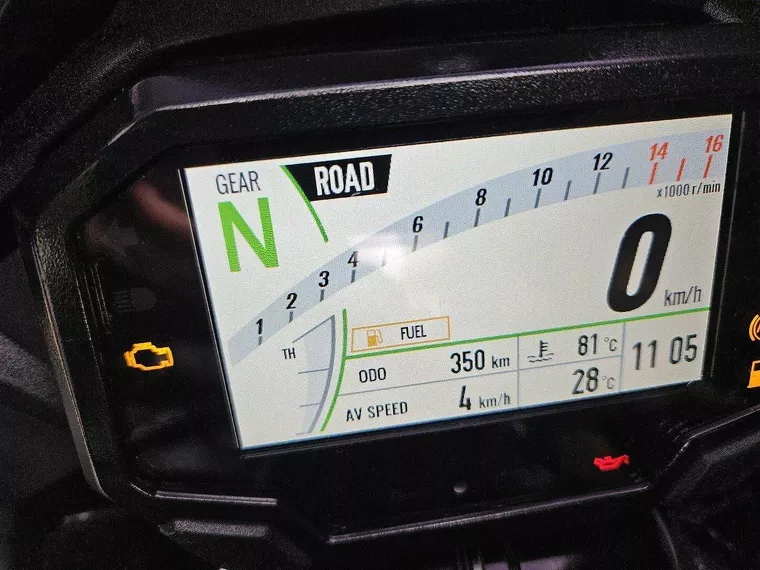 GEAR
ROAD
N
1 2 3 4 6 8 10 12 14 16
x1000 r/min
0 km/h
TH
FUEL
ODO 350 km
81 °C
11 05
AV SPEED 4 km/h
28 °C